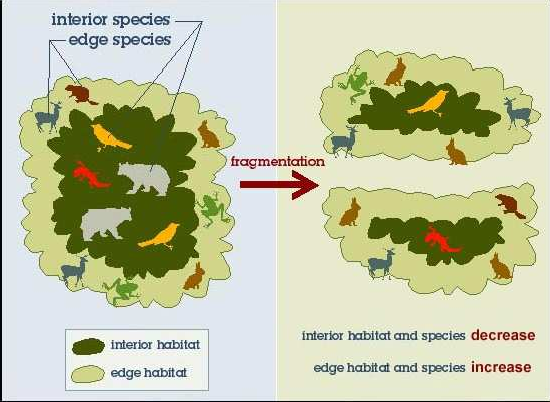 interior species
edge species
fragmentation
interior habitat
edge habitat
interior habitat and species decrease
edge habitat and species increase